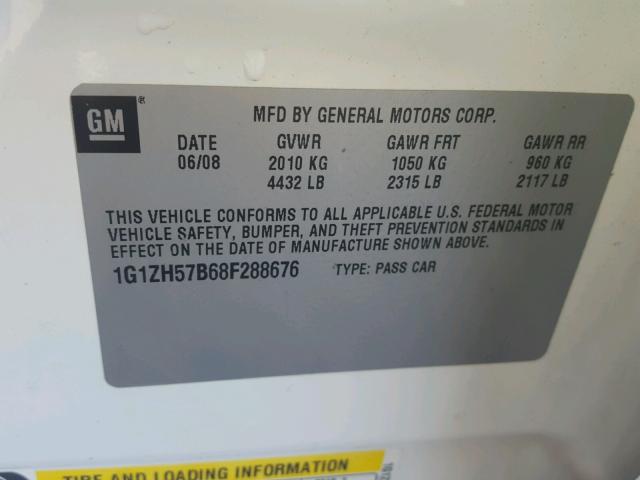 GM®
MFD BY GENERAL MOTORS CORP.
DATE GVWR GAWR FRT GAWR RR
06/08 2010 KG 1050 KG 960 KG
4432 LB 2315 LB 2117 LB
THIS VEHICLE CONFORMS TO ALL APPLICABLE U.S. FEDERAL MOTOR
VEHICLE SAFETY, BUMPER, AND THEFT PREVENTION STANDARDS IN
EFFECT ON THE DATE OF MANUFACTURE SHOWN ABOVE.
1G1ZH57B68F288676 TYPE: PASS CAR
TIRE AND LOADING INFORMATION